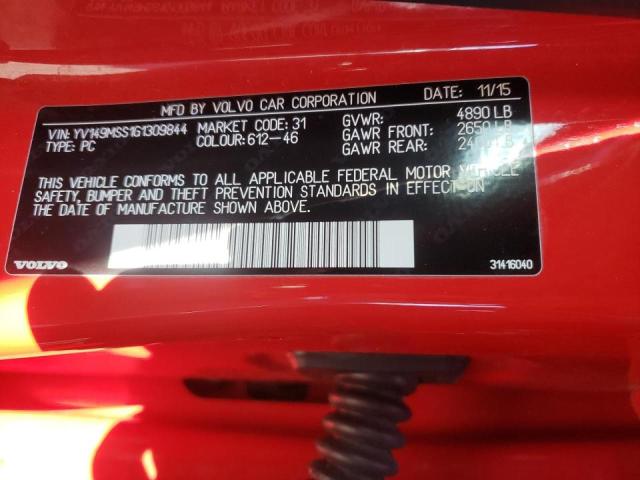 MFD BY VOLVO CAR CORPORATION DATE: 11/15
VIN: YV149MSS1G1309844 MARKET CODE: 31 GVWR: 4890 LB
TYPE: PC COLOUR: 612-46 GAWR FRONT: 2650 LB
GAWR REAR: LB
THIS VEHICLE CONFORMS TO ALL APPLICABLE FEDERAL MOTOR VEHICLE
SAFETY, BUMPER AND THEFT PREVENTION STANDARDS IN EFFECT ON
THE DATE OF MANUFACTURE SHOWN ABOVE.
VOLVO 31416040